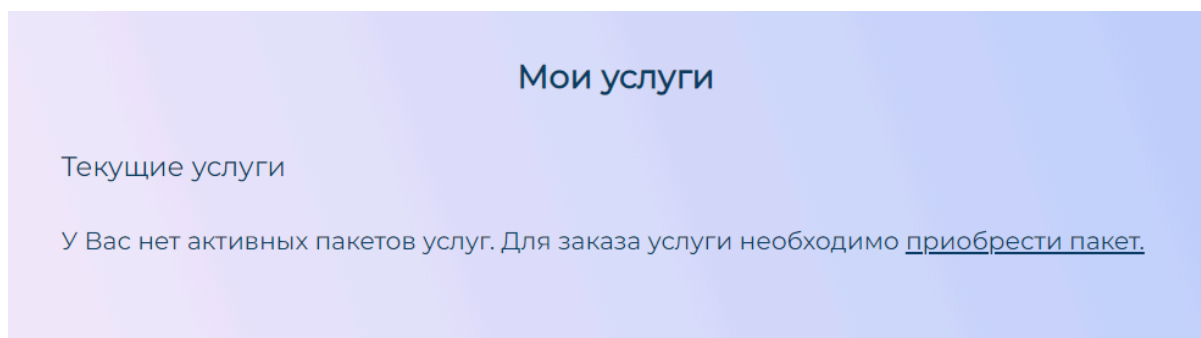 Мои услуги
Текущие услуги
У Вас нет активных пакетов услуг. Для заказа услуги необходимо приобрести пакет.